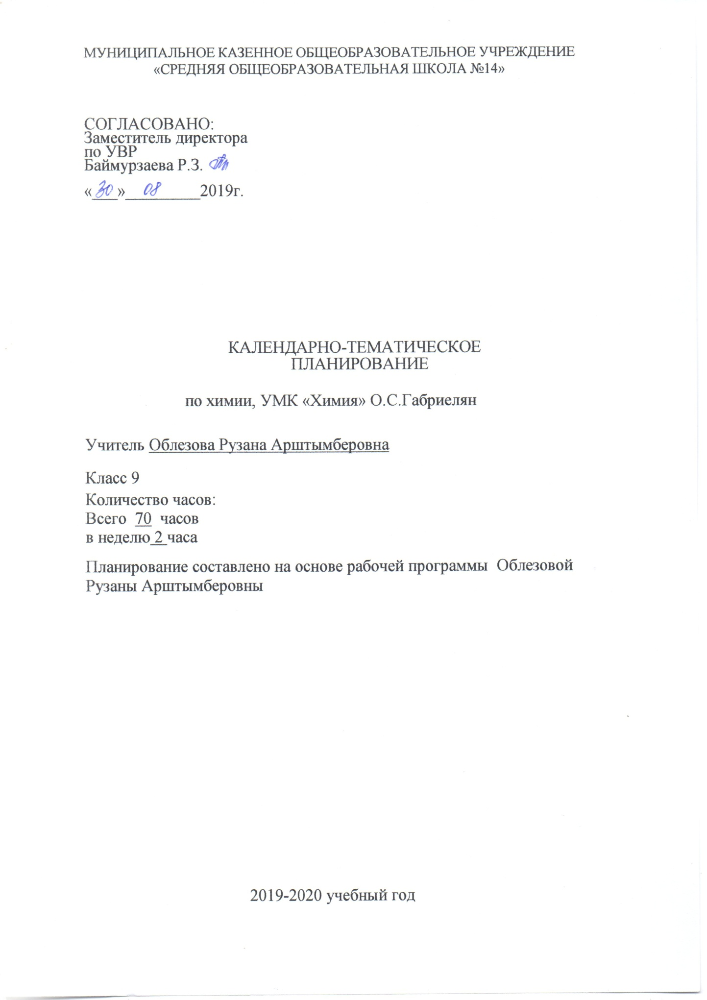 МУНИЦИПАЛЬНОЕ КАЗЕННОЕ ОБЩЕОБРАЗОВАТЕЛЬНОЕ УЧРЕЖДЕНИЕ
«СРЕДНЯЯ ОБЩЕОБРАЗОВАТЕЛЬНАЯ ШКОЛА №14»
СОГЛАСОВАНО:
Заместитель директора
по УВР
Баймурзаева Р.З.
«30»__08__2019г.
КАЛЕНДАРНО-ТЕМАТИЧЕСКОЕ
ПЛАНИРОВАНИЕ
по химии, УМК «Химия» О.С.Габриелян
Учитель Облезова Рузана Арштымберовна
Класс 9
Количество часов:
Всего 70 часов
в неделю 2 часа
Планирование составлено на основе рабочей программы Облезовой
Рузаны Арштымберовны
2019-2020 учебный год